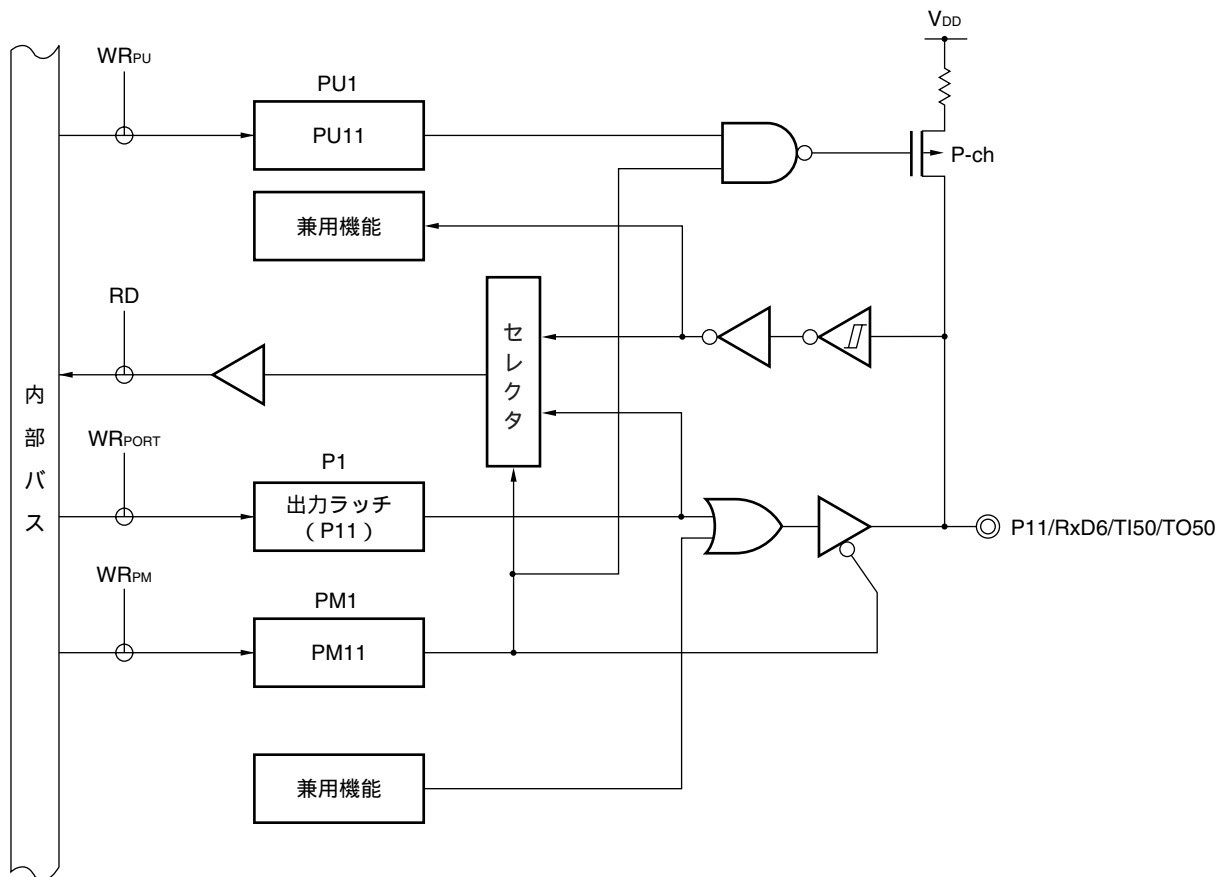 VDD
WRPU
PU1
PU11
P-ch
兼用機能
RD
セレクタ
内部バス
WRPORT
P1
出力ラッチ
(P11)
P11/RxD6/TI50/TO50
WRPM
PM1
PM11
兼用機能